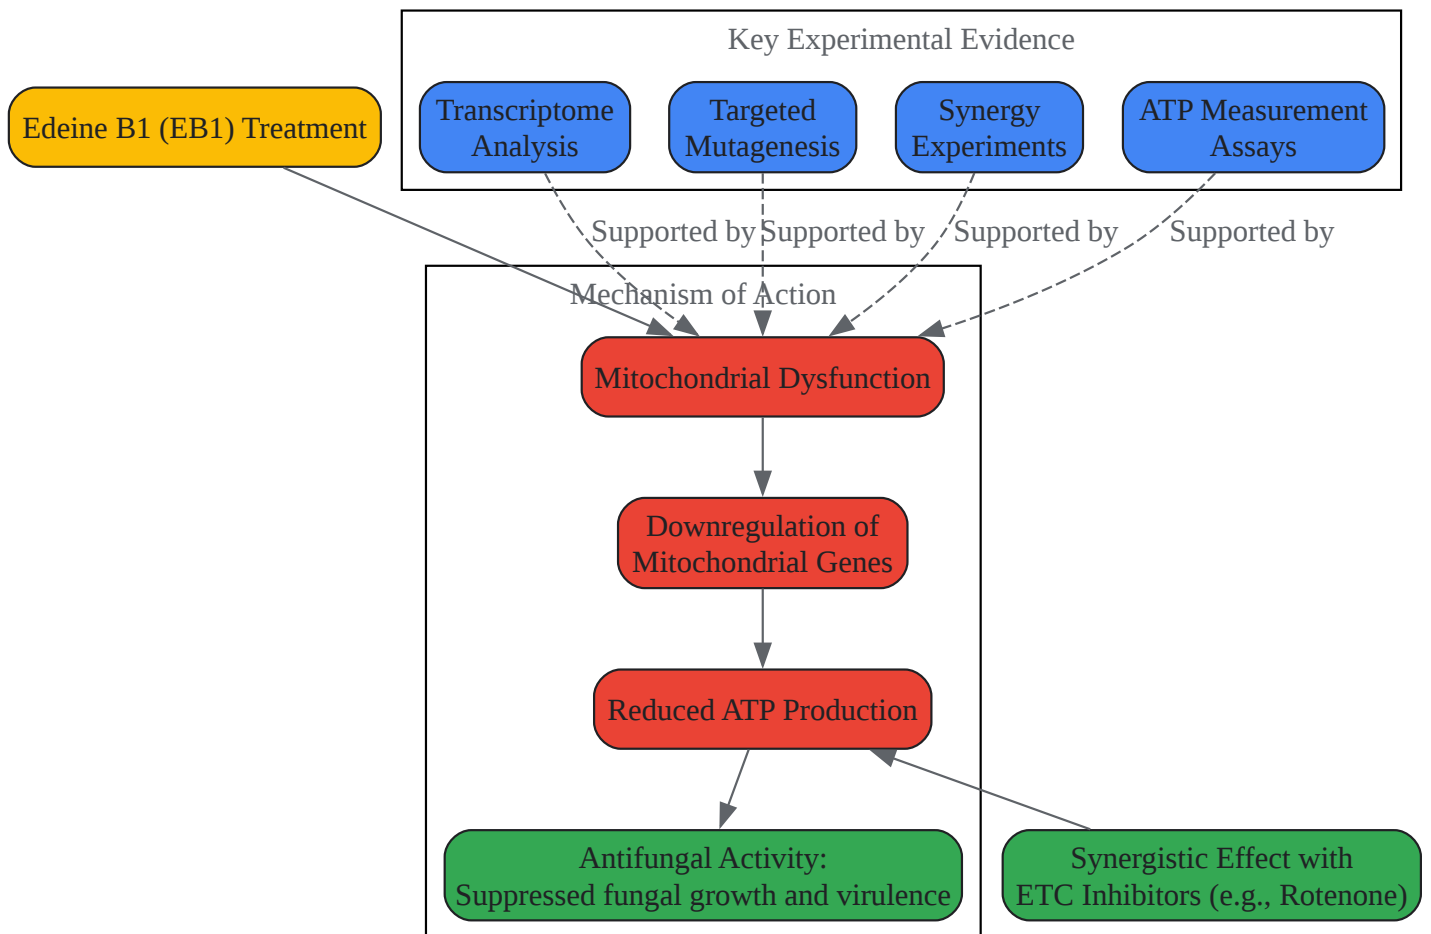 Key Experimental Evidence
Edeine B1 (EB1) Treatment
Transcriptome
Analysis
Targeted
Mutagenesis
Synergy
Experiments
ATP Measurement
Assays
Supported by
Supported by
Supported by
Supported by
Mechanism of Action
Mitochondrial Dysfunction
Downregulation of
Mitochondrial Genes
Reduced ATP Production
Antifungal Activity:
Suppressed fungal growth and virulence
Synergistic Effect with
ETC Inhibitors (e.g., Rotenone)